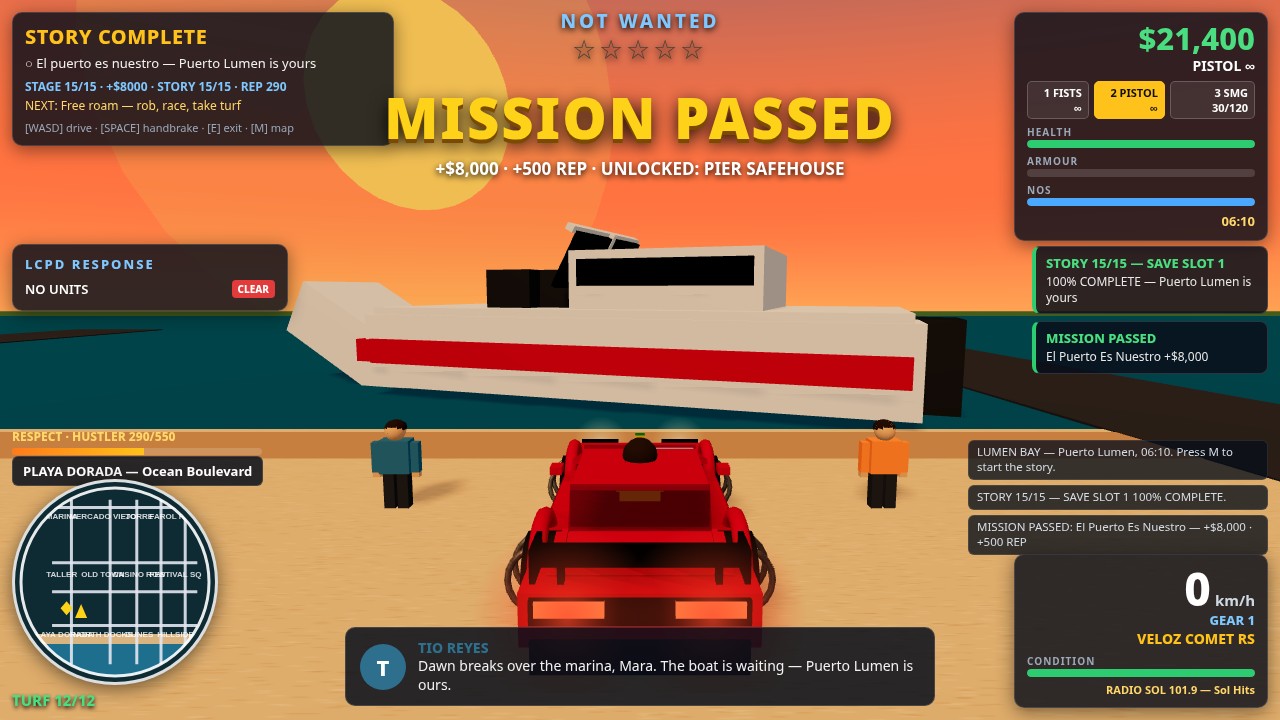 STORY COMPLETE
○ El puerto es nuestro — Puerto Lumen is yours
STAGE 15/15 · +$8000 · STORY 15/15 · REP 290
NEXT: Free roam — rob, race, take turf
[WASD] drive · [SPACE] handbrake · [E] exit · [M] map
NOT WANTED
MISSION PASSED
+$8,000 · +500 REP · UNLOCKED: PIER SAFEHOUSE
$21,400
PISTOL ∞
1 FISTS
∞
2 PISTOL
∞
3 SMG
30/120
HEALTH
ARMOUR
NOS
06:10
LCPD RESPONSE
NO UNITS
CLEAR
STORY 15/15 — SAVE SLOT 1
100% COMPLETE — Puerto Lumen is
yours
MISSION PASSED
El Puerto Es Nuestro +$8,000
RESPECT · HUSTLER 290/550
PLAYA DORADA — Ocean Boulevard
LUMEN BAY — Puerto Lumen, 06:10. Press M to
start the story.
STORY 15/15 — SAVE SLOT 1 100% COMPLETE.
MISSION PASSED: El Puerto Es Nuestro — +$8,000 ·
+500 REP
TALLER
OLD TOWN
HILLSIDE
TURF 12/12
T
TIO REYES
Dawn breaks over the marina, Mara. The boat is waiting — Puerto Lumen is
ours.
0 km/h
GEAR 1
VELOZ COMET RS
CONDITION
RADIO SOL 101.9 — Sol Hits